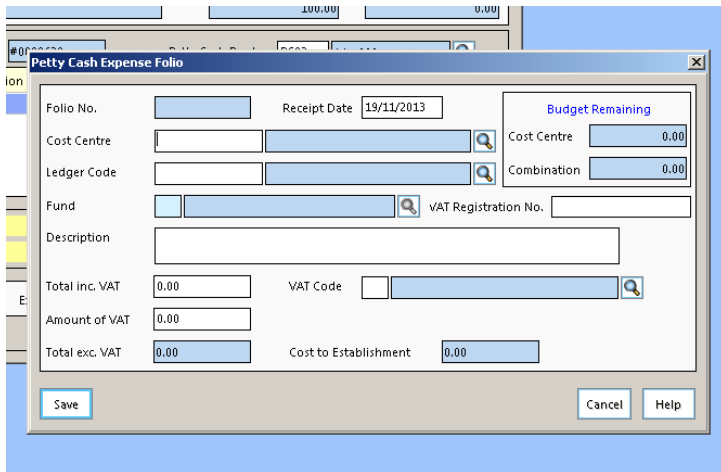 100.00 0.00
Petty Cash Expense Folio
ion
Folio No. Receipt Date 19/11/2013 Budget Remaining
Cost Centre Cost Centre 0.00
Ledger Code Combination 0.00
Fund VAT Registration No.
Description
Total inc. VAT 0.00 VAT Code
Amount of VAT 0.00
Total exc. VAT 0.00 Cost to Establishment 0.00
Save Cancel Help